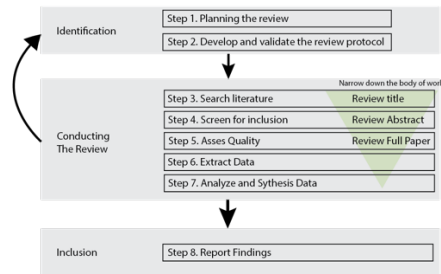 Identification
Step 1. Planning the review
Step 2. Develop and validate the review protocol
Narrow down the body of worl
Conducting
The Review
Step 3. Search literature Review title
Step 4. Screen for inclusion Review Abstract
Step 5. Asses Quality Review Full Paper
Step 6. Extract Data
Step 7. Analyze and Sythesis Data
Inclusion
Step 8. Report Findings